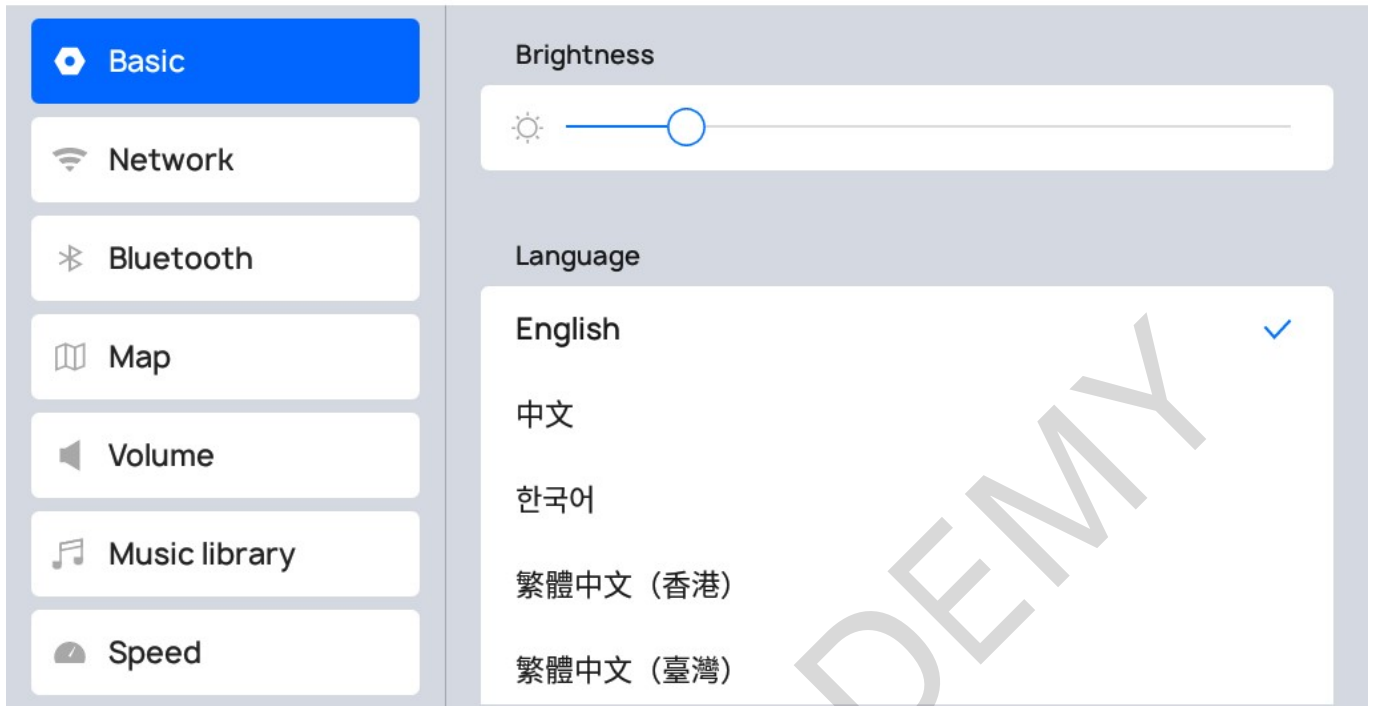 Basic
Network
Bluetooth
Map
Volume
Music library
Speed
Brightness
Language
English
中文
한국어
繁體中文（香港）
繁體中文（臺灣）
DEMY